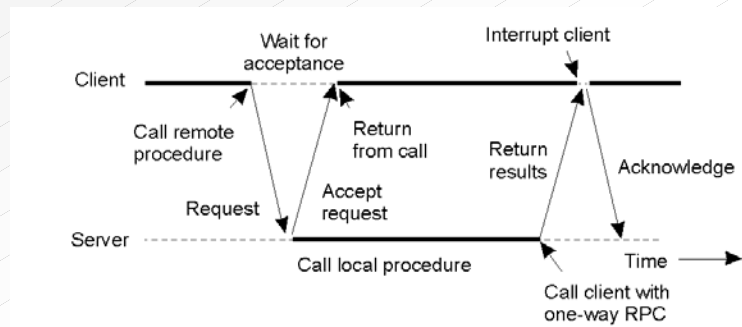 Interrupt client
Wait for
acceptance
Client
Call remote
procedure
Return
from call
Return
results
Acknowledge
Request
Accept
request
Server
Call local procedure
Time
Call client with
one-way RPC